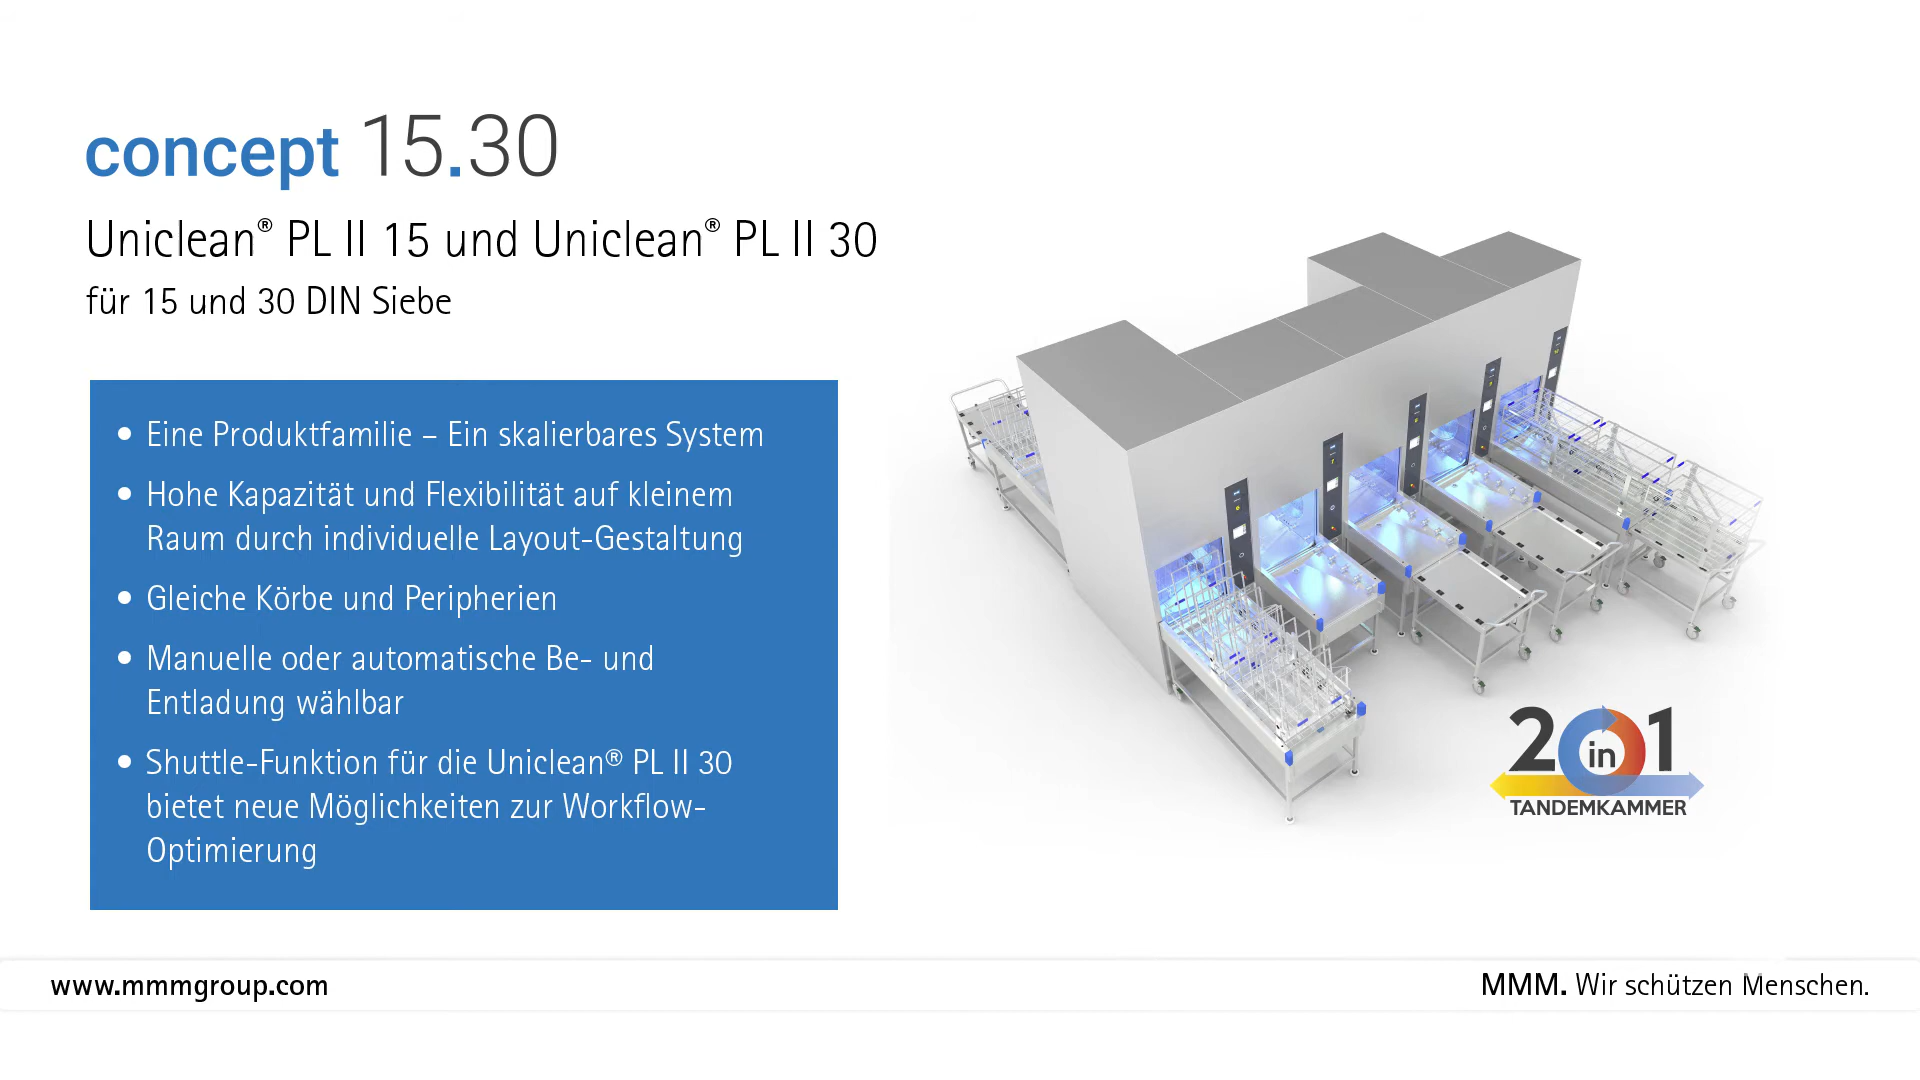 concept 15.30
Uniclean® PL II 15 und Uniclean® PL II 30
für 15 und 30 DIN Siebe
• Eine Produktfamilie – Ein skalierbares System
• Hohe Kapazität und Flexibilität auf kleinem
Raum durch individuelle Layout-Gestaltung
• Gleiche Körbe und Peripherien
• Manuelle oder automatische Be- und
Entladung wählbar
• Shuttle-Funktion für die Uniclean® PL II 30
bietet neue Möglichkeiten zur Workflow-
Optimierung
2in1
TANDEMKAMMER
www.mmmgroup.com
MMM. Wir schützen Menschen.